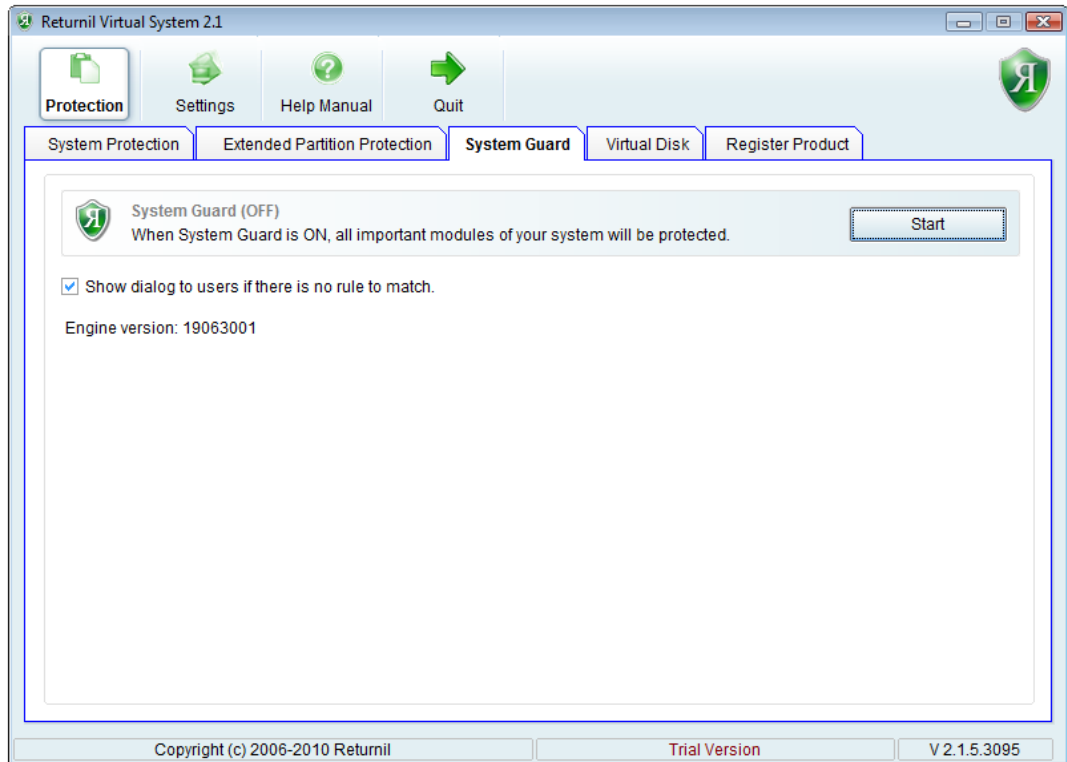 Returnil Virtual System 2.1
Protection Settings Help Manual Quit
System Protection Extended Partition Protection System Guard Virtual Disk Register Product
System Guard (OFF)
When System Guard is ON, all important modules of your system will be protected.
Start
Show dialog to users if there is no rule to match.
Engine version: 19063001
Copyright (c) 2006-2010 Returnil Trial Version V 2.1.5.3095